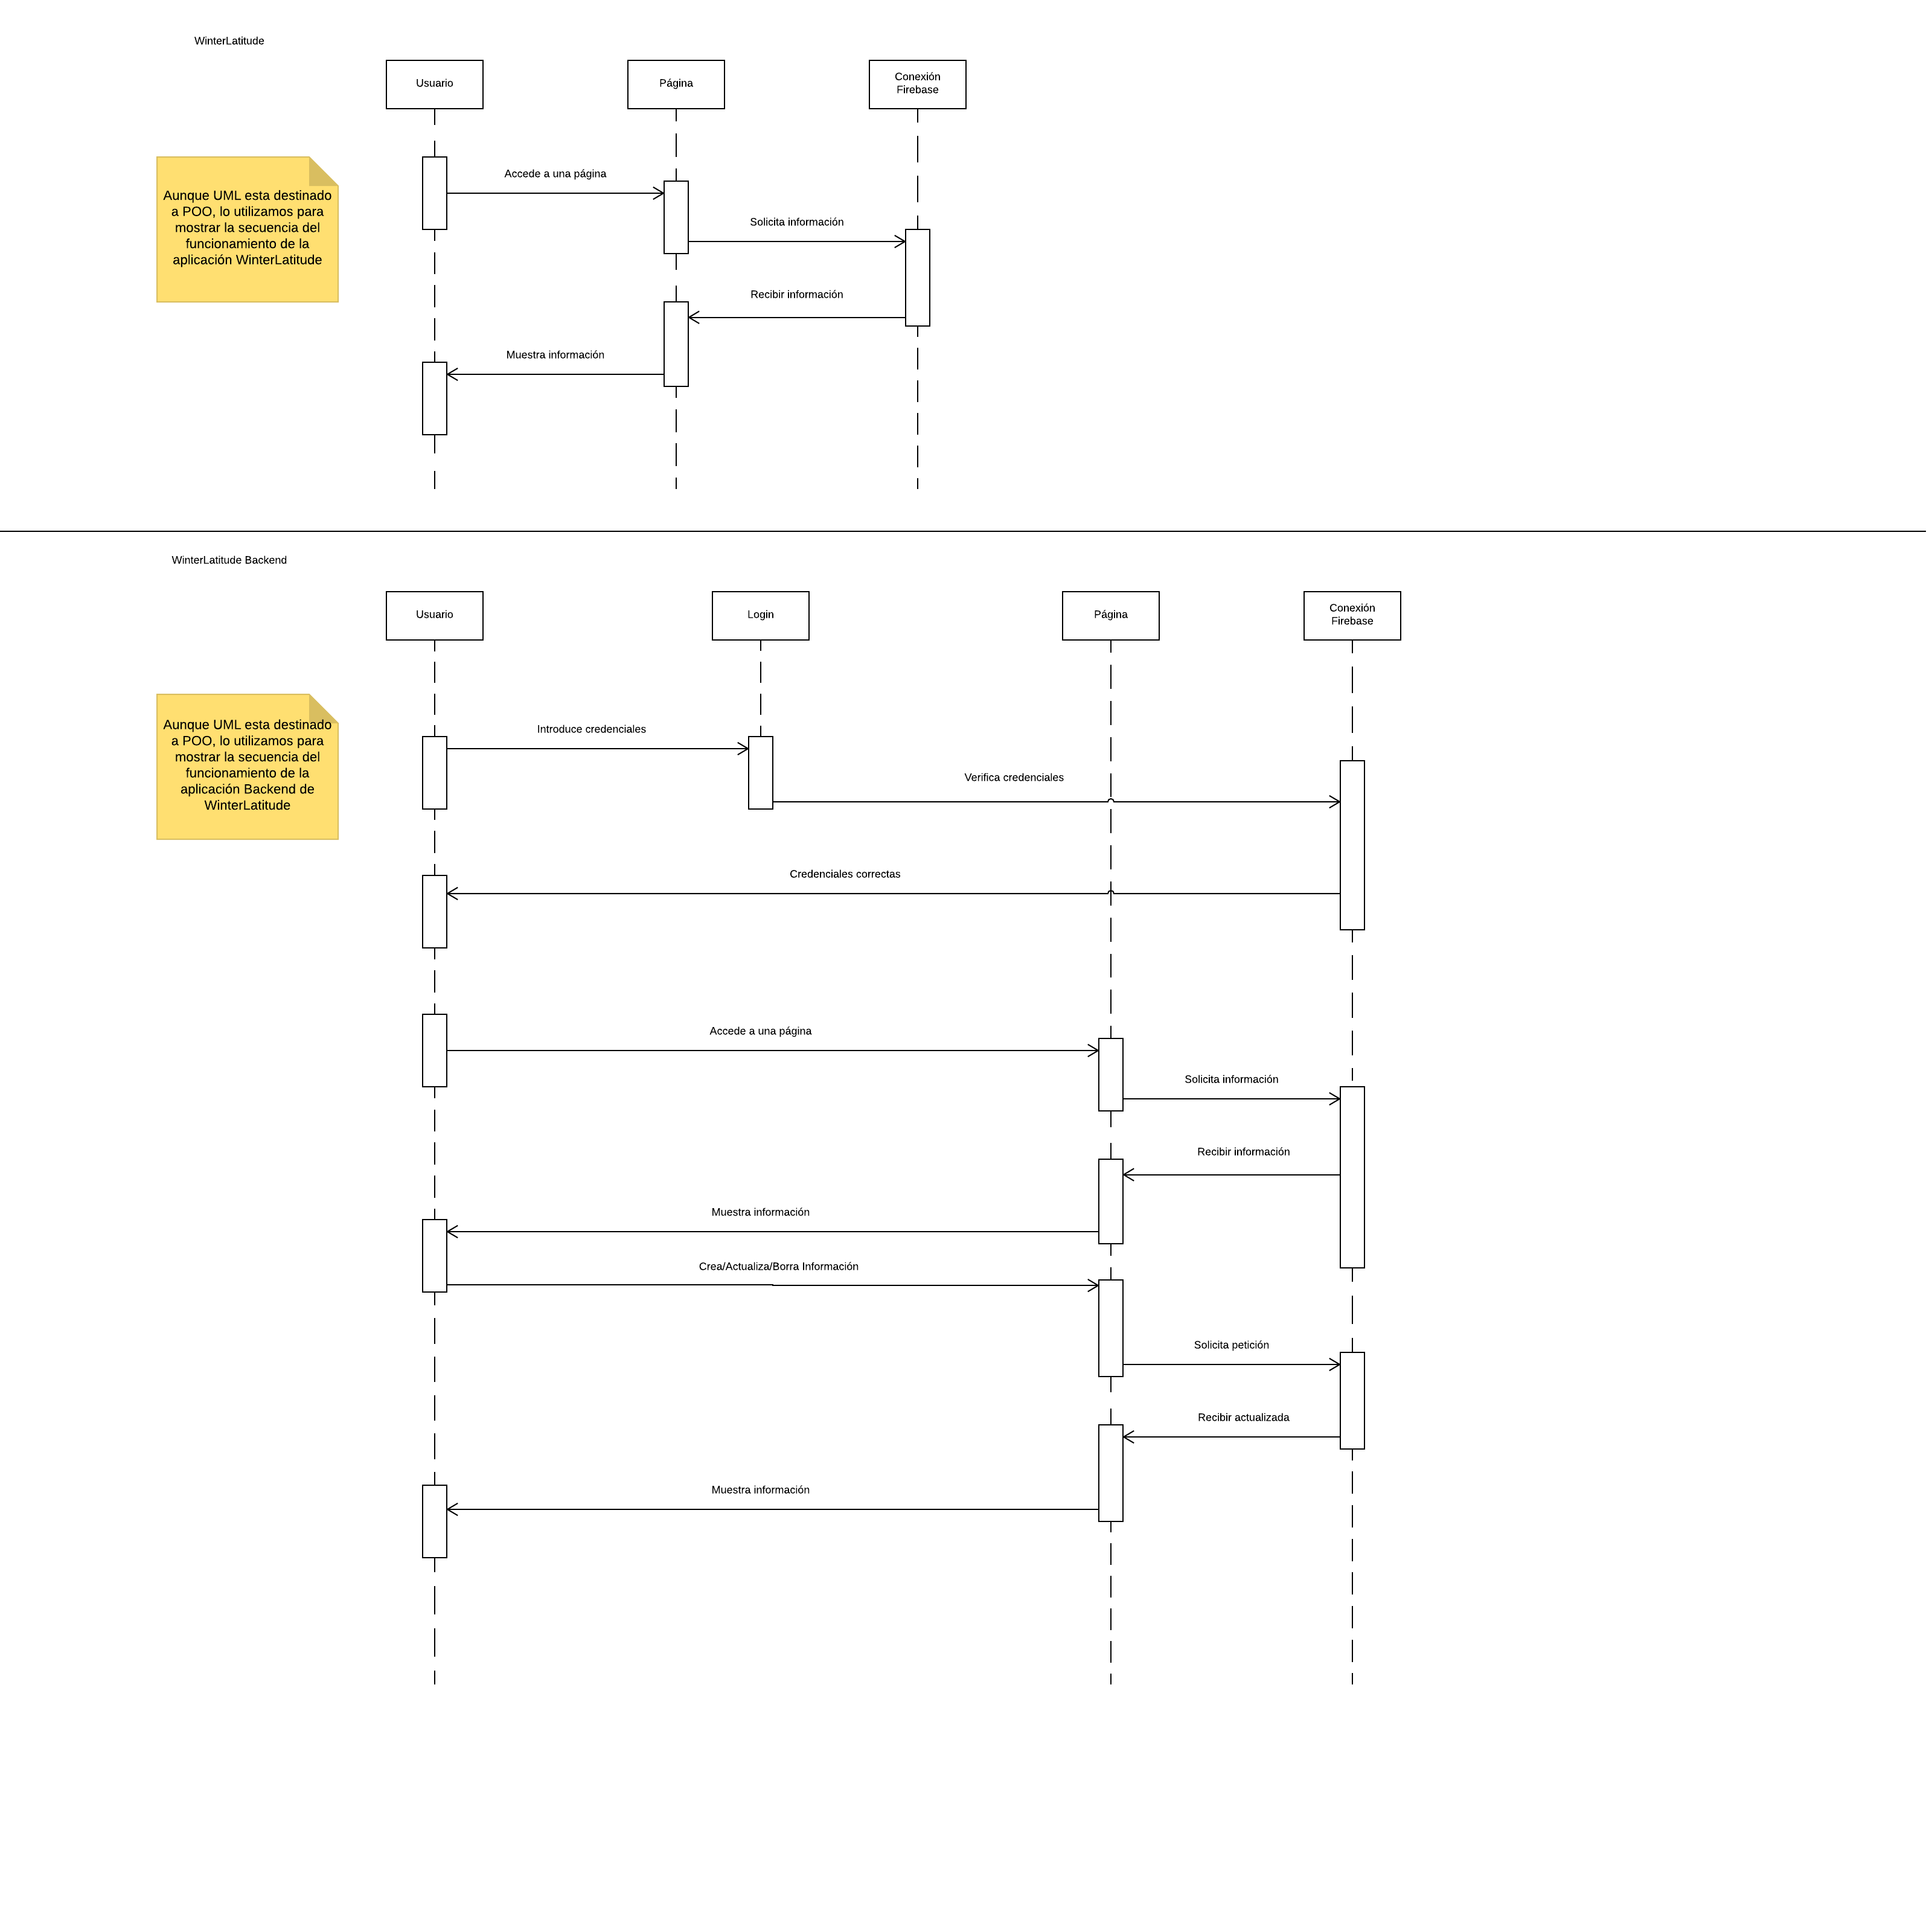 WinterLatitude
Usuario
Página
Conexión
Firebase
Aunque UML esta destinado
a POO, lo utilizamos para
mostrar la secuencia del
funcionamiento de la
aplicación WinterLatitude
Accede a una página
Solicita información
Recibir información
Muestra información
WinterLatitude Backend
Usuario
Login
Página
Conexión
Firebase
Aunque UML esta destinado
a POO, lo utilizamos para
mostrar la secuencia del
funcionamiento de la
aplicación Backend de
WinterLatitude
Introduce credenciales
Verifica credenciales
Credenciales correctas
Accede a una página
Solicita información
Recibir información
Muestra información
Crea/Actualiza/Borra Información
Solicita petición
Recibir actualizada
Muestra información